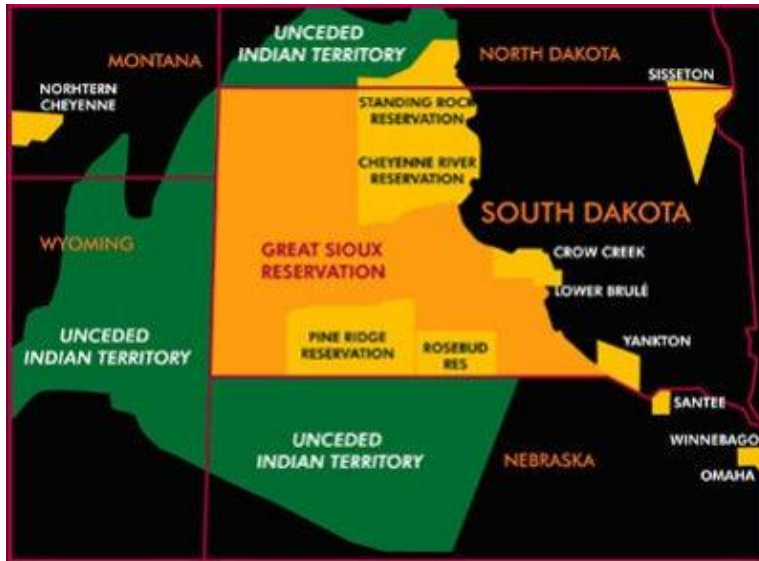 UNCEDED
INDIAN TERRITORY
MONTANA
NORTH DAKOTA
SISSETON
NORHTERN
CHEYENNE
STANDING ROCK
RESERVATION
CHEYENNE RIVER
RESERVATION
SOUTH DAKOTA
WYOMING
GREAT SIOUX
RESERVATION
CROW CREEK
LOWER BRULÉ
UNCEDED
INDIAN TERRITORY
PINE RIDGE
RESERVATION
ROSEBUD
RES
YANKTON
SANTEE
UNCEDED
INDIAN TERRITORY
NEBRASKA
WINNEBAGO
OMAHA